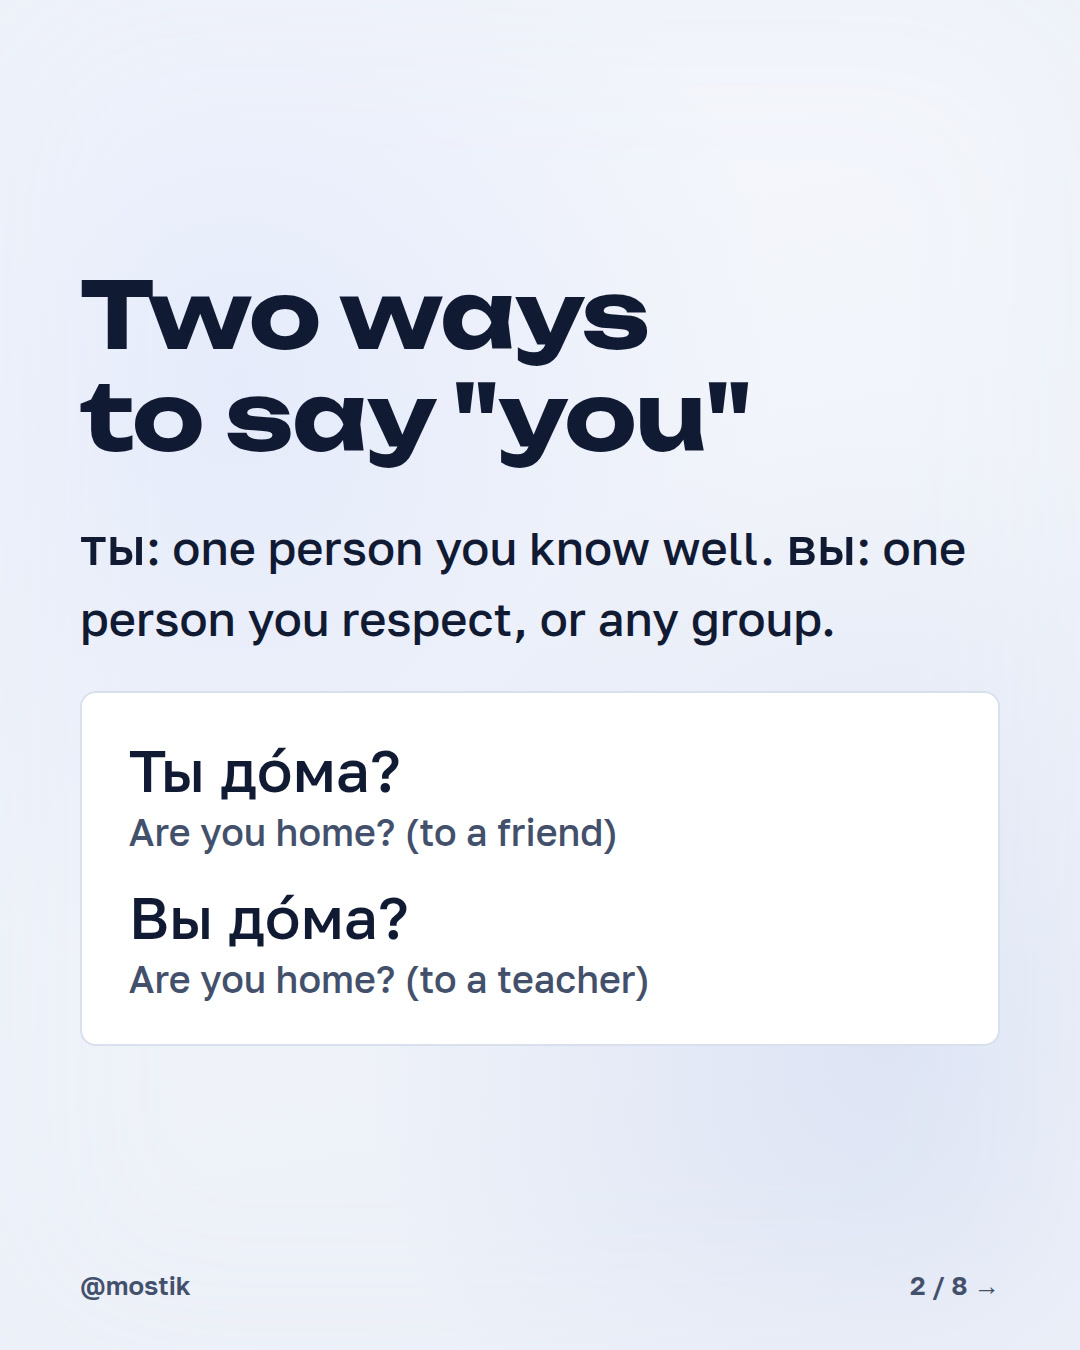 Two ways
to say "you"
ты: one person you know well. вы: one
person you respect, or any group.
Ты до́ма?
Are you home? (to a friend)
Вы до́ма?
Are you home? (to a teacher)
@mostik
2 / 8 →